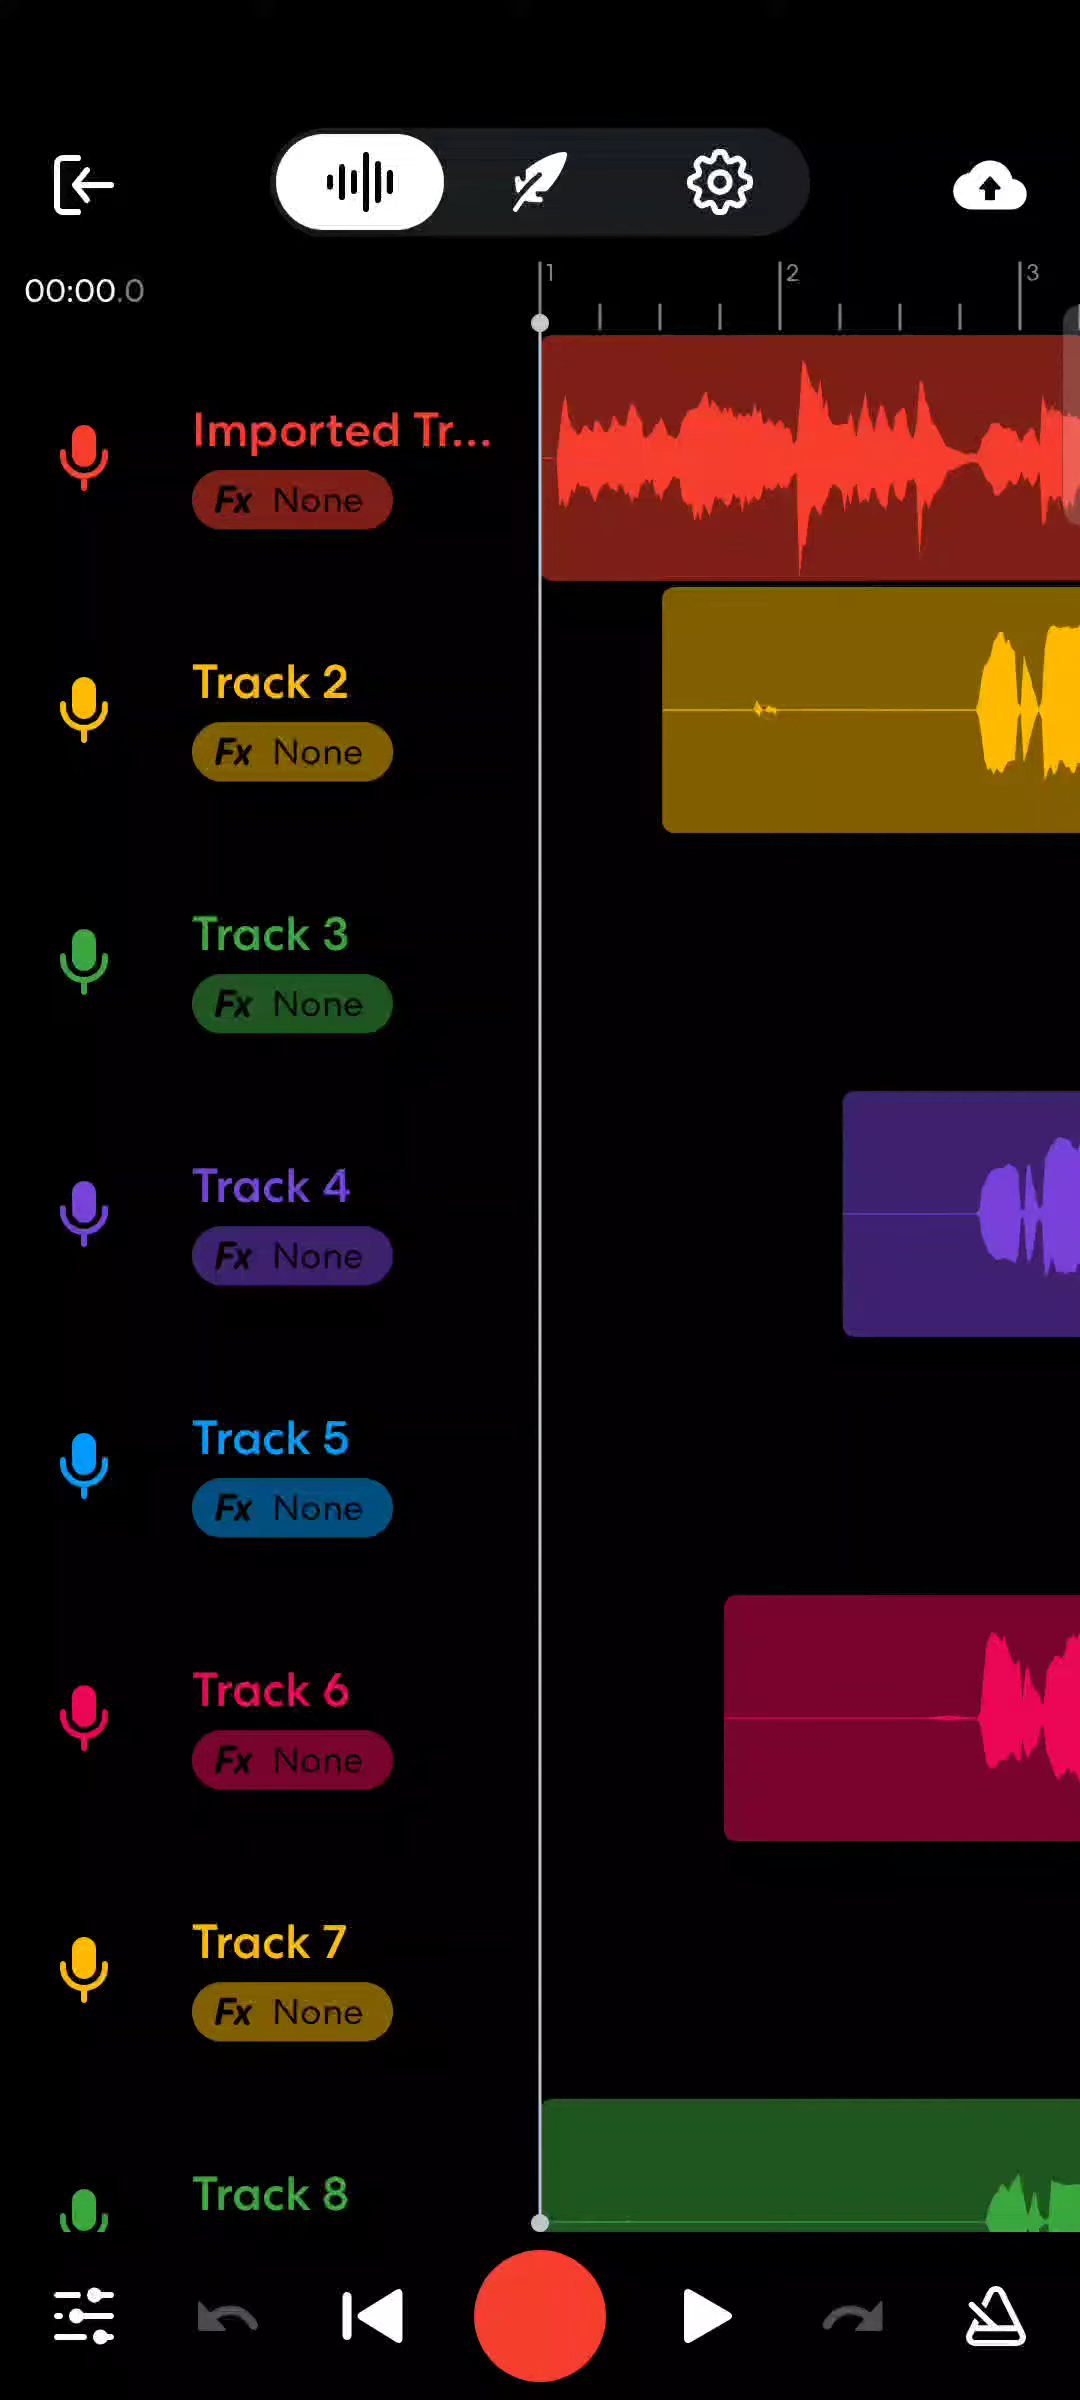 00:00.0
1
2
3
Imported Tr...
Fx None
Track 2
Fx None
Track 3
Fx None
Track 4
Fx None
Track 5
Fx None
Track 6
Fx None
Track 7
Fx None
Track 8